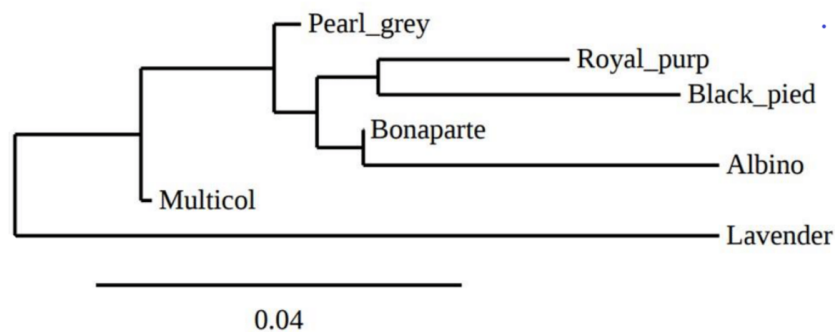 Pearl_grey
Royal_purp
Black_pied
Bonaparte
Albino
Multicol
Lavender
0.04